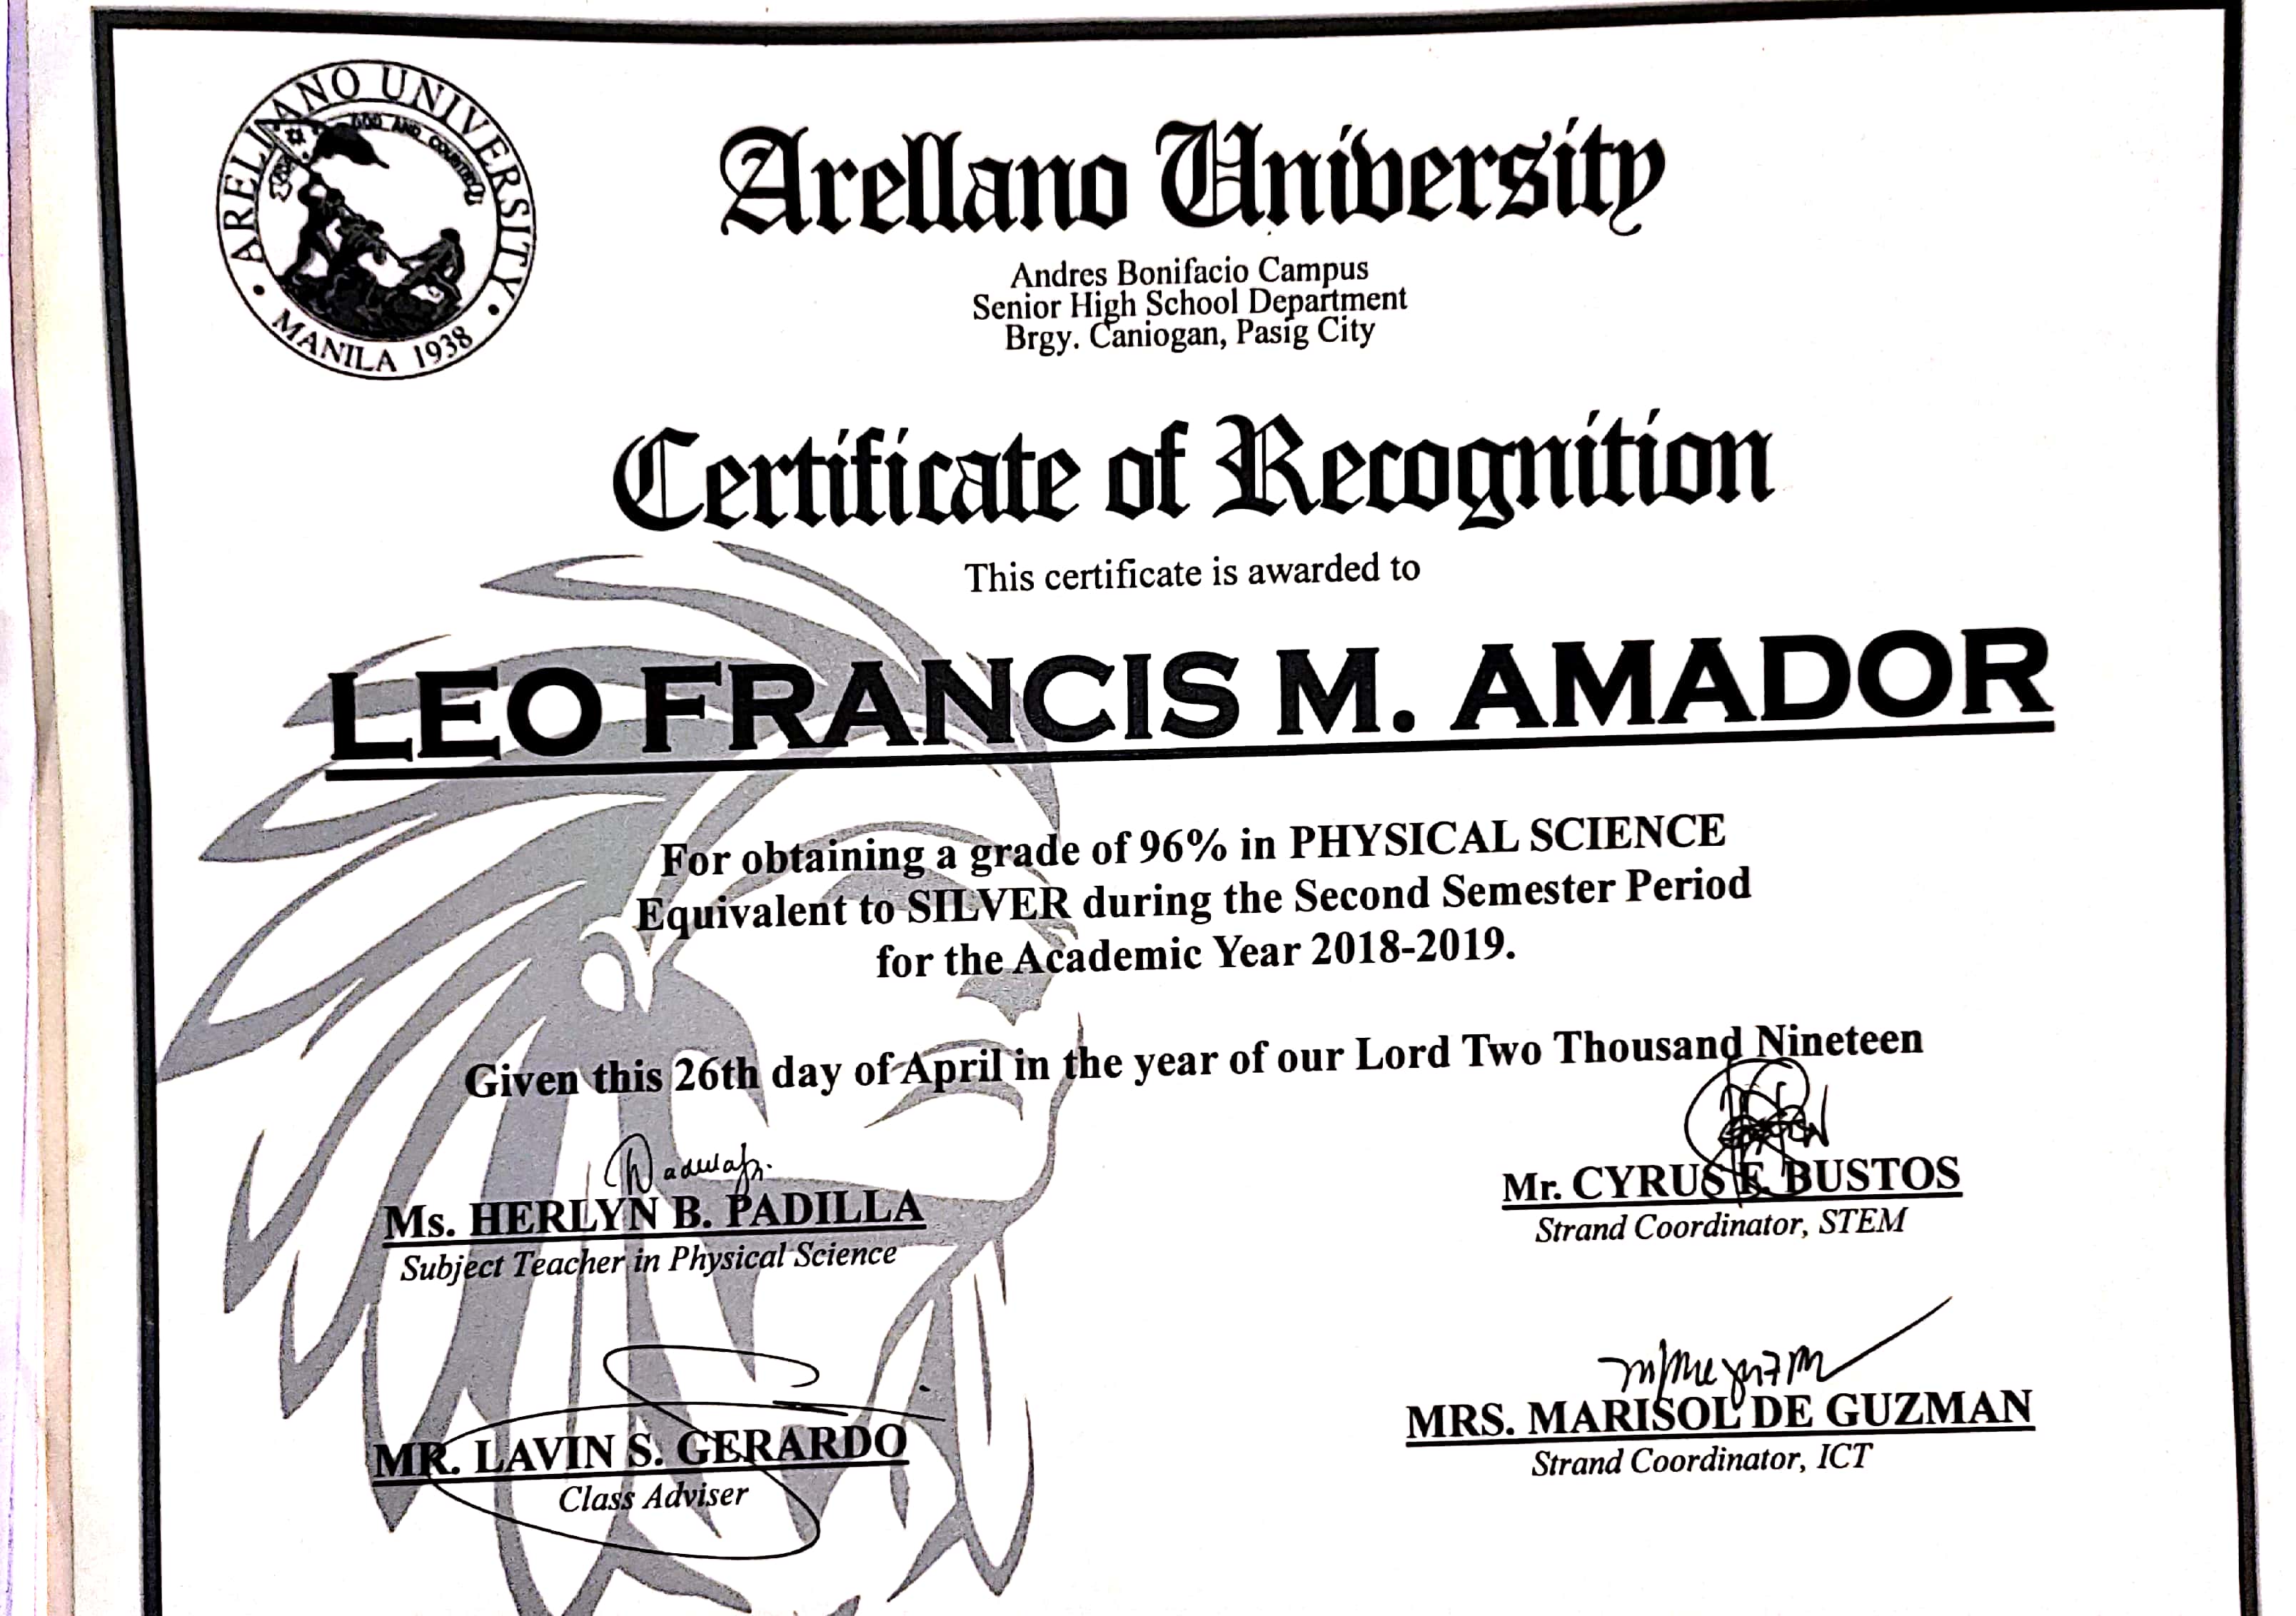 ARELLANO UNIVERSITY
FOR GOD AND COUNTRY
MANILA 1938
Arellano University
Andres Bonifacio Campus
Senior High School Department
Brgy. Caniogan, Pasig City
Certificate of Recognition
This certificate is awarded to
LEO FRANCIS M. AMADOR
For obtaining a grade of 96% in PHYSICAL SCIENCE
Equivalent to SILVER during the Second Semester Period
for the Academic Year 2018-2019.
Given this 26th day of April in the year of our Lord Two Thousand Nineteen
Ms. HERLYN B. PADILLA
Subject Teacher in Physical Science
Mr. CYRUS E. BUSTOS
Strand Coordinator, STEM
MR. LAVIN S. GERARDO
Class Adviser
MRS. MARISOL DE GUZMAN
Strand Coordinator, ICT